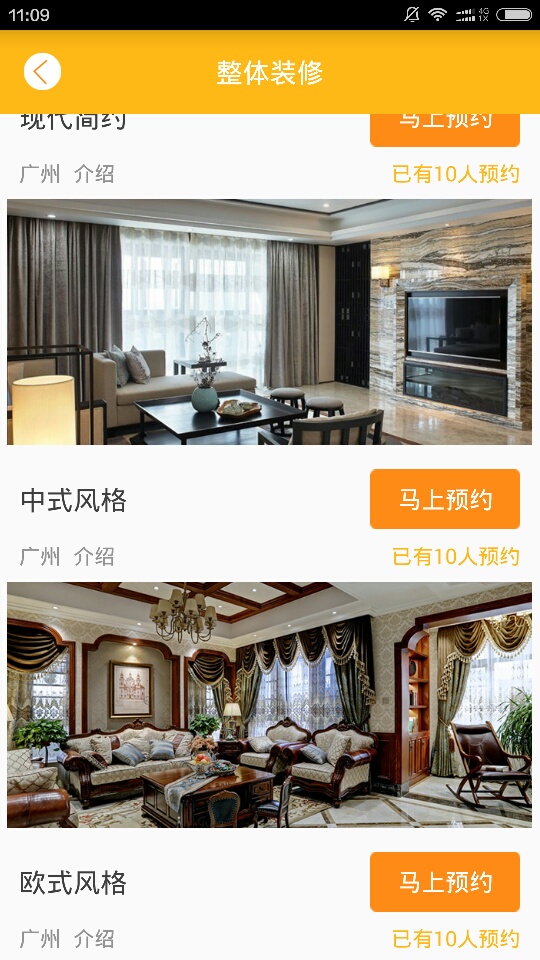 11:09
4G
1X
整体装修
现代简约
马上预约
广州 介绍
已有10人预约
中式风格
马上预约
广州 介绍
已有10人预约
欧式风格
马上预约
广州 介绍
已有10人预约